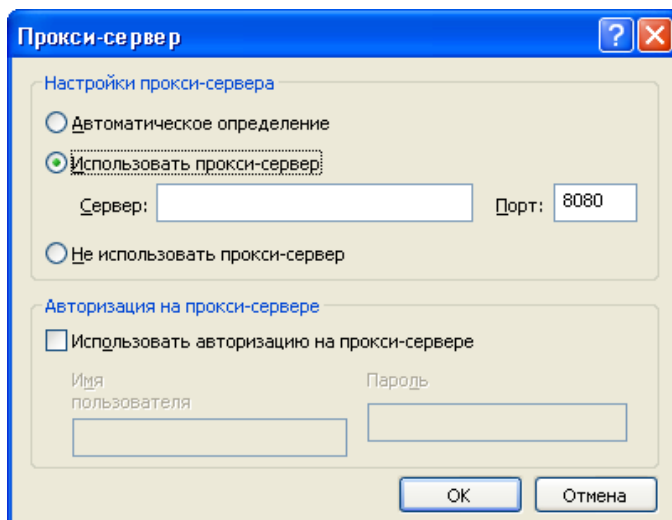 Прокси-сервер
Настройки прокси-сервера
Автоматическое определение
Использовать прокси-сервер
Сервер: Порт: 8080
Не использовать прокси-сервер
Авторизация на прокси-сервере
Использовать авторизацию на прокси-сервере
Имя Пароль
пользователя
ОК Отмена